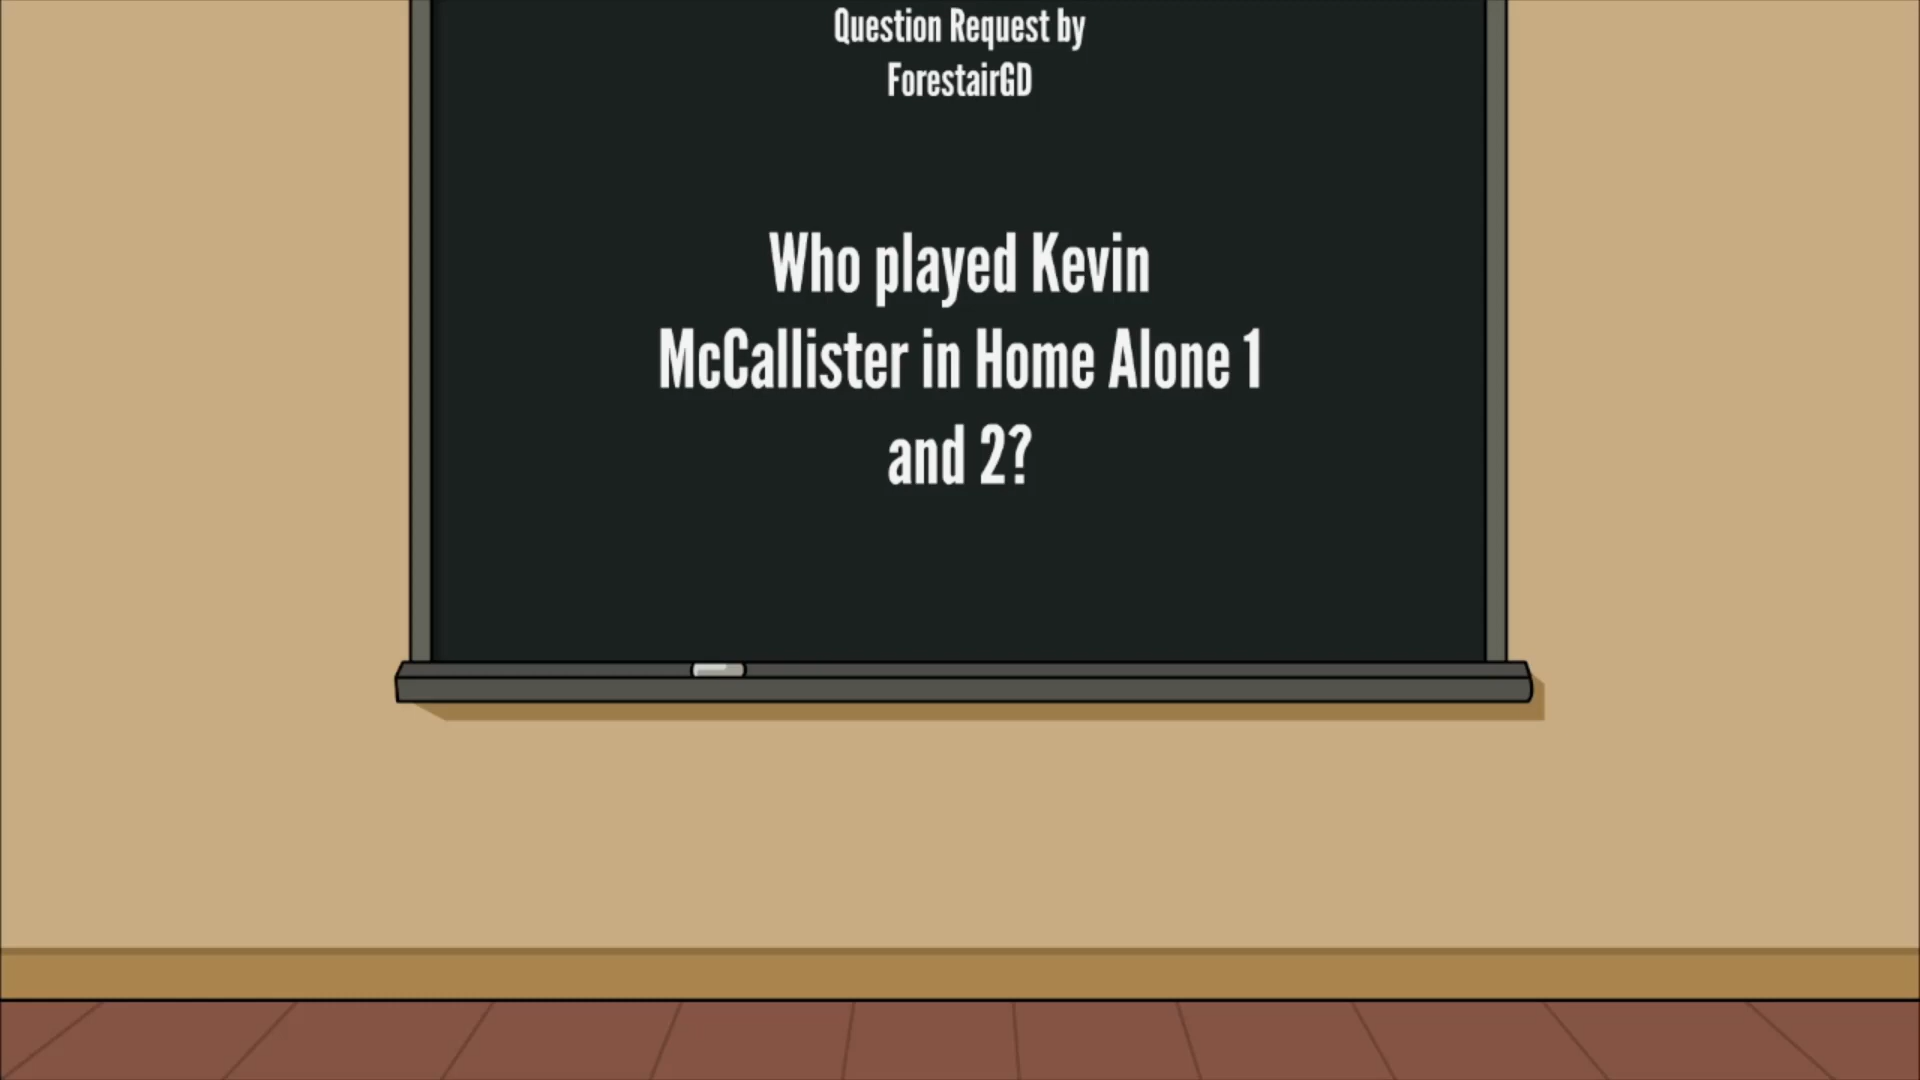 Question Request by
ForestairGD
Who played Kevin
McCallister in Home Alone 1
and 2?